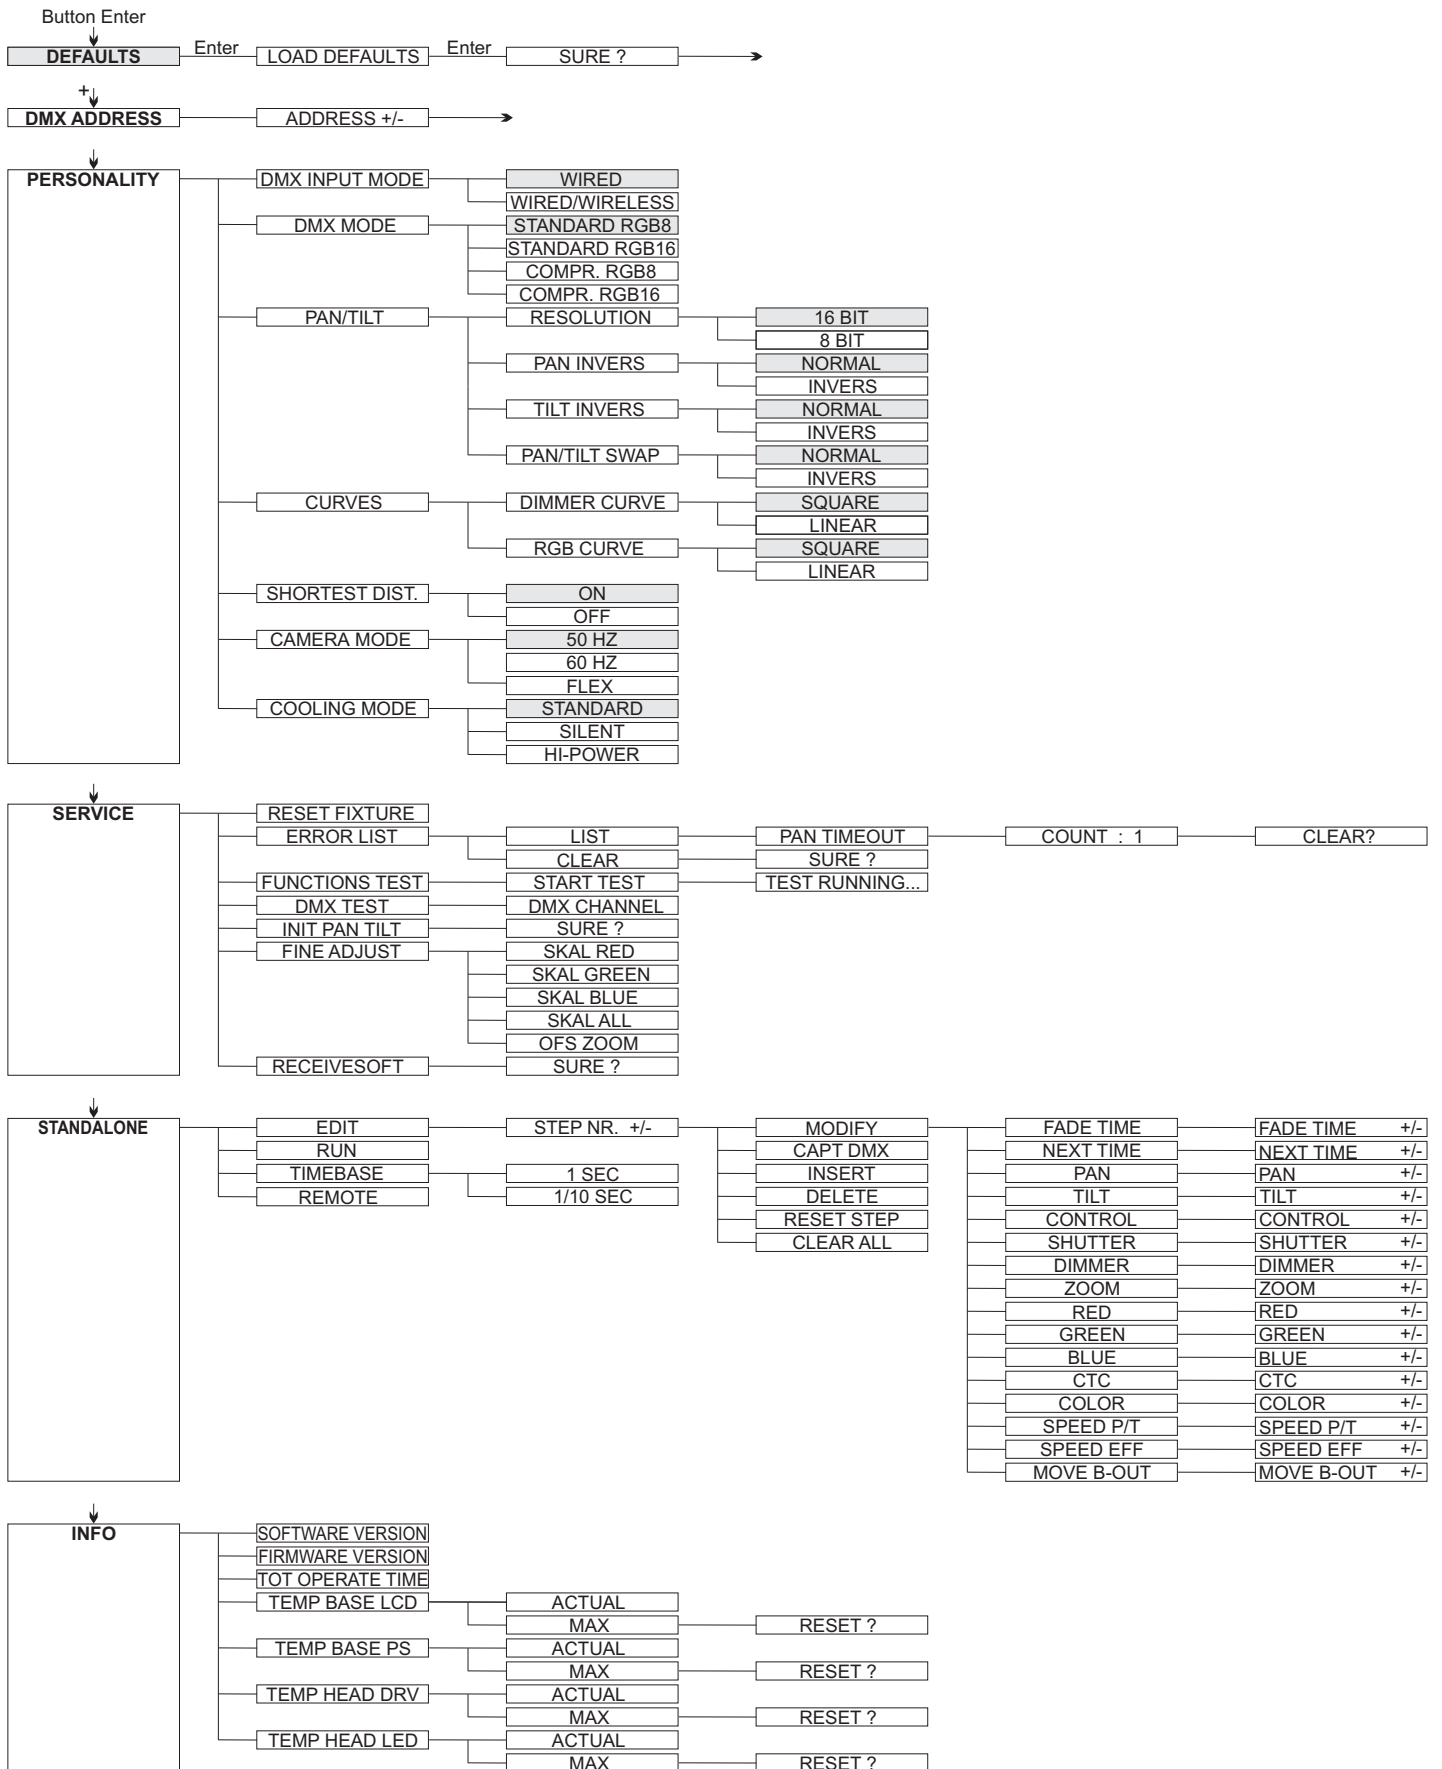 Button Enter
DEFAULTS Enter LOAD DEFAULTS Enter SURE ?
+
DMX ADDRESS ADDRESS +/-
PERSONALITY DMX INPUT MODE WIRED
WIRED/WIRELESS
DMX MODE STANDARD RGB8
STANDARD RGB16
COMPR. RGB8
COMPR. RGB16
PAN/TILT RESOLUTION 16 BIT
8 BIT
PAN INVERS NORMAL
INVERS
TILT INVERS NORMAL
INVERS
PAN/TILT SWAP NORMAL
INVERS
CURVES DIMMER CURVE SQUARE
LINEAR
RGB CURVE SQUARE
LINEAR
SHORTEST DIST. ON
OFF
CAMERA MODE 50 HZ
60 HZ
FLEX
COOLING MODE STANDARD
SILENT
HI-POWER
SERVICE RESET FIXTURE
ERROR LIST LIST PAN TIMEOUT COUNT : 1 CLEAR?
CLEAR SURE ?
FUNCTIONS TEST START TEST TEST RUNNING...
DMX TEST DMX CHANNEL
INIT PAN TILT SURE ?
FINE ADJUST SKAL RED
SKAL GREEN
SKAL BLUE
SKAL ALL
OFS ZOOM
RECEIVESOFT SURE ?
STANDALONE EDIT STEP NR. +/- MODIFY FADE TIME FADE TIME +/-
RUN CAPT DMX NEXT TIME NEXT TIME +/-
TIMEBASE 1 SEC INSERT PAN PAN +/-
REMOTE 1/10 SEC DELETE TILT TILT +/-
RESET STEP CONTROL CONTROL +/-
CLEAR ALL SHUTTER SHUTTER +/-
DIMMER DIMMER +/-
ZOOM ZOOM +/-
RED RED +/-
GREEN GREEN +/-
BLUE BLUE +/-
CTC CTC +/-
COLOR COLOR +/-
SPEED P/T SPEED P/T +/-
SPEED EFF SPEED EFF +/-
MOVE B-OUT MOVE B-OUT +/-
INFO SOFTWARE VERSION
FIRMWARE VERSION
TOT OPERATE TIME
TEMP BASE LCD ACTUAL
MAX RESET ?
TEMP BASE PS ACTUAL
MAX RESET ?
TEMP HEAD DRV ACTUAL
MAX RESET ?
TEMP HEAD LED ACTUAL
MAX RESET ?